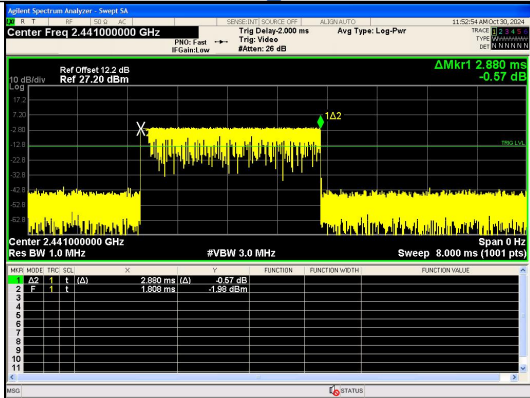 Agilent Spectrum Analyzer - Swept SA
R T RF 50 Ω AC SENSE:INT SOURCE OFF ALIGN AUTO 11:52:54 AM Oct 30, 2024
Center Freq 2.441000000 GHz
PNO: Fast
IFGain:Low
Trig Delay-2.000 ms
Trig: Video
#Atten: 26 dB
Avg Type: Log-Pwr
TRACE 1 2 3 4 5 6
TYPE
DET N N N N N N
ΔMkr1 2.880 ms
-0.57 dB
Ref Offset 12.2 dB
10 dB/div Ref 27.20 dBm
Log
17.2
7.20
-2.80
-12.8
-22.8
-32.8
-42.8
-52.8
-62.8
1Δ2
TRIG LVL
Center 2.441000000 GHz Span 0 Hz
Res BW 1.0 MHz #VBW 3.0 MHz Sweep 8.000 ms (1001 pts)
MKR MODE TRC SCL X Y FUNCTION FUNCTION WIDTH FUNCTION VALUE
1 Δ2 1 t (Δ) 2.880 ms (Δ) -0.57 dB
2 F 1 t 1.808 ms -1.98 dBm
3
4
5
6
7
8
9
10
11
MSG STATUS